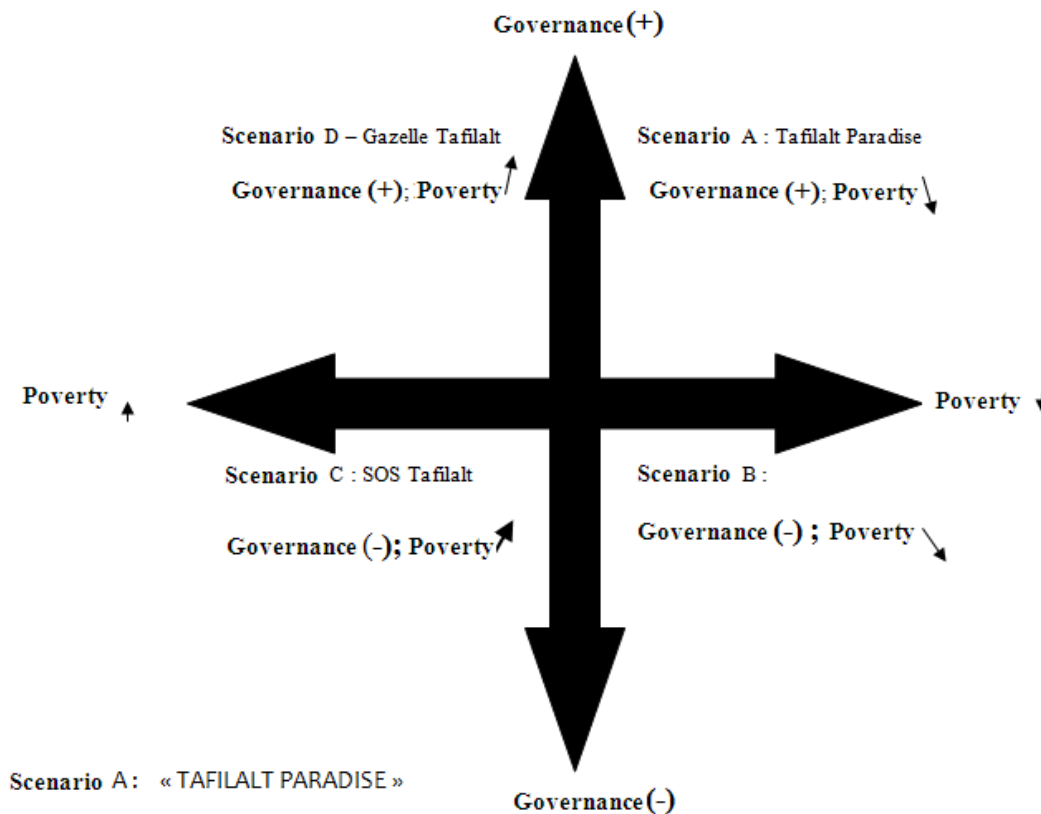 Governance (+)
Scenario D – Gazelle Tafilalt
Governance (+); Poverty
Scenario A : Tafilalt Paradise
Governance (+); Poverty
Poverty
Poverty
Scenario C : SOS Tafilalt
Governance (-); Poverty
Scenario B :
Governance (-) ; Poverty
Scenario A : « TAFILALT PARADISE »
Governance (-)